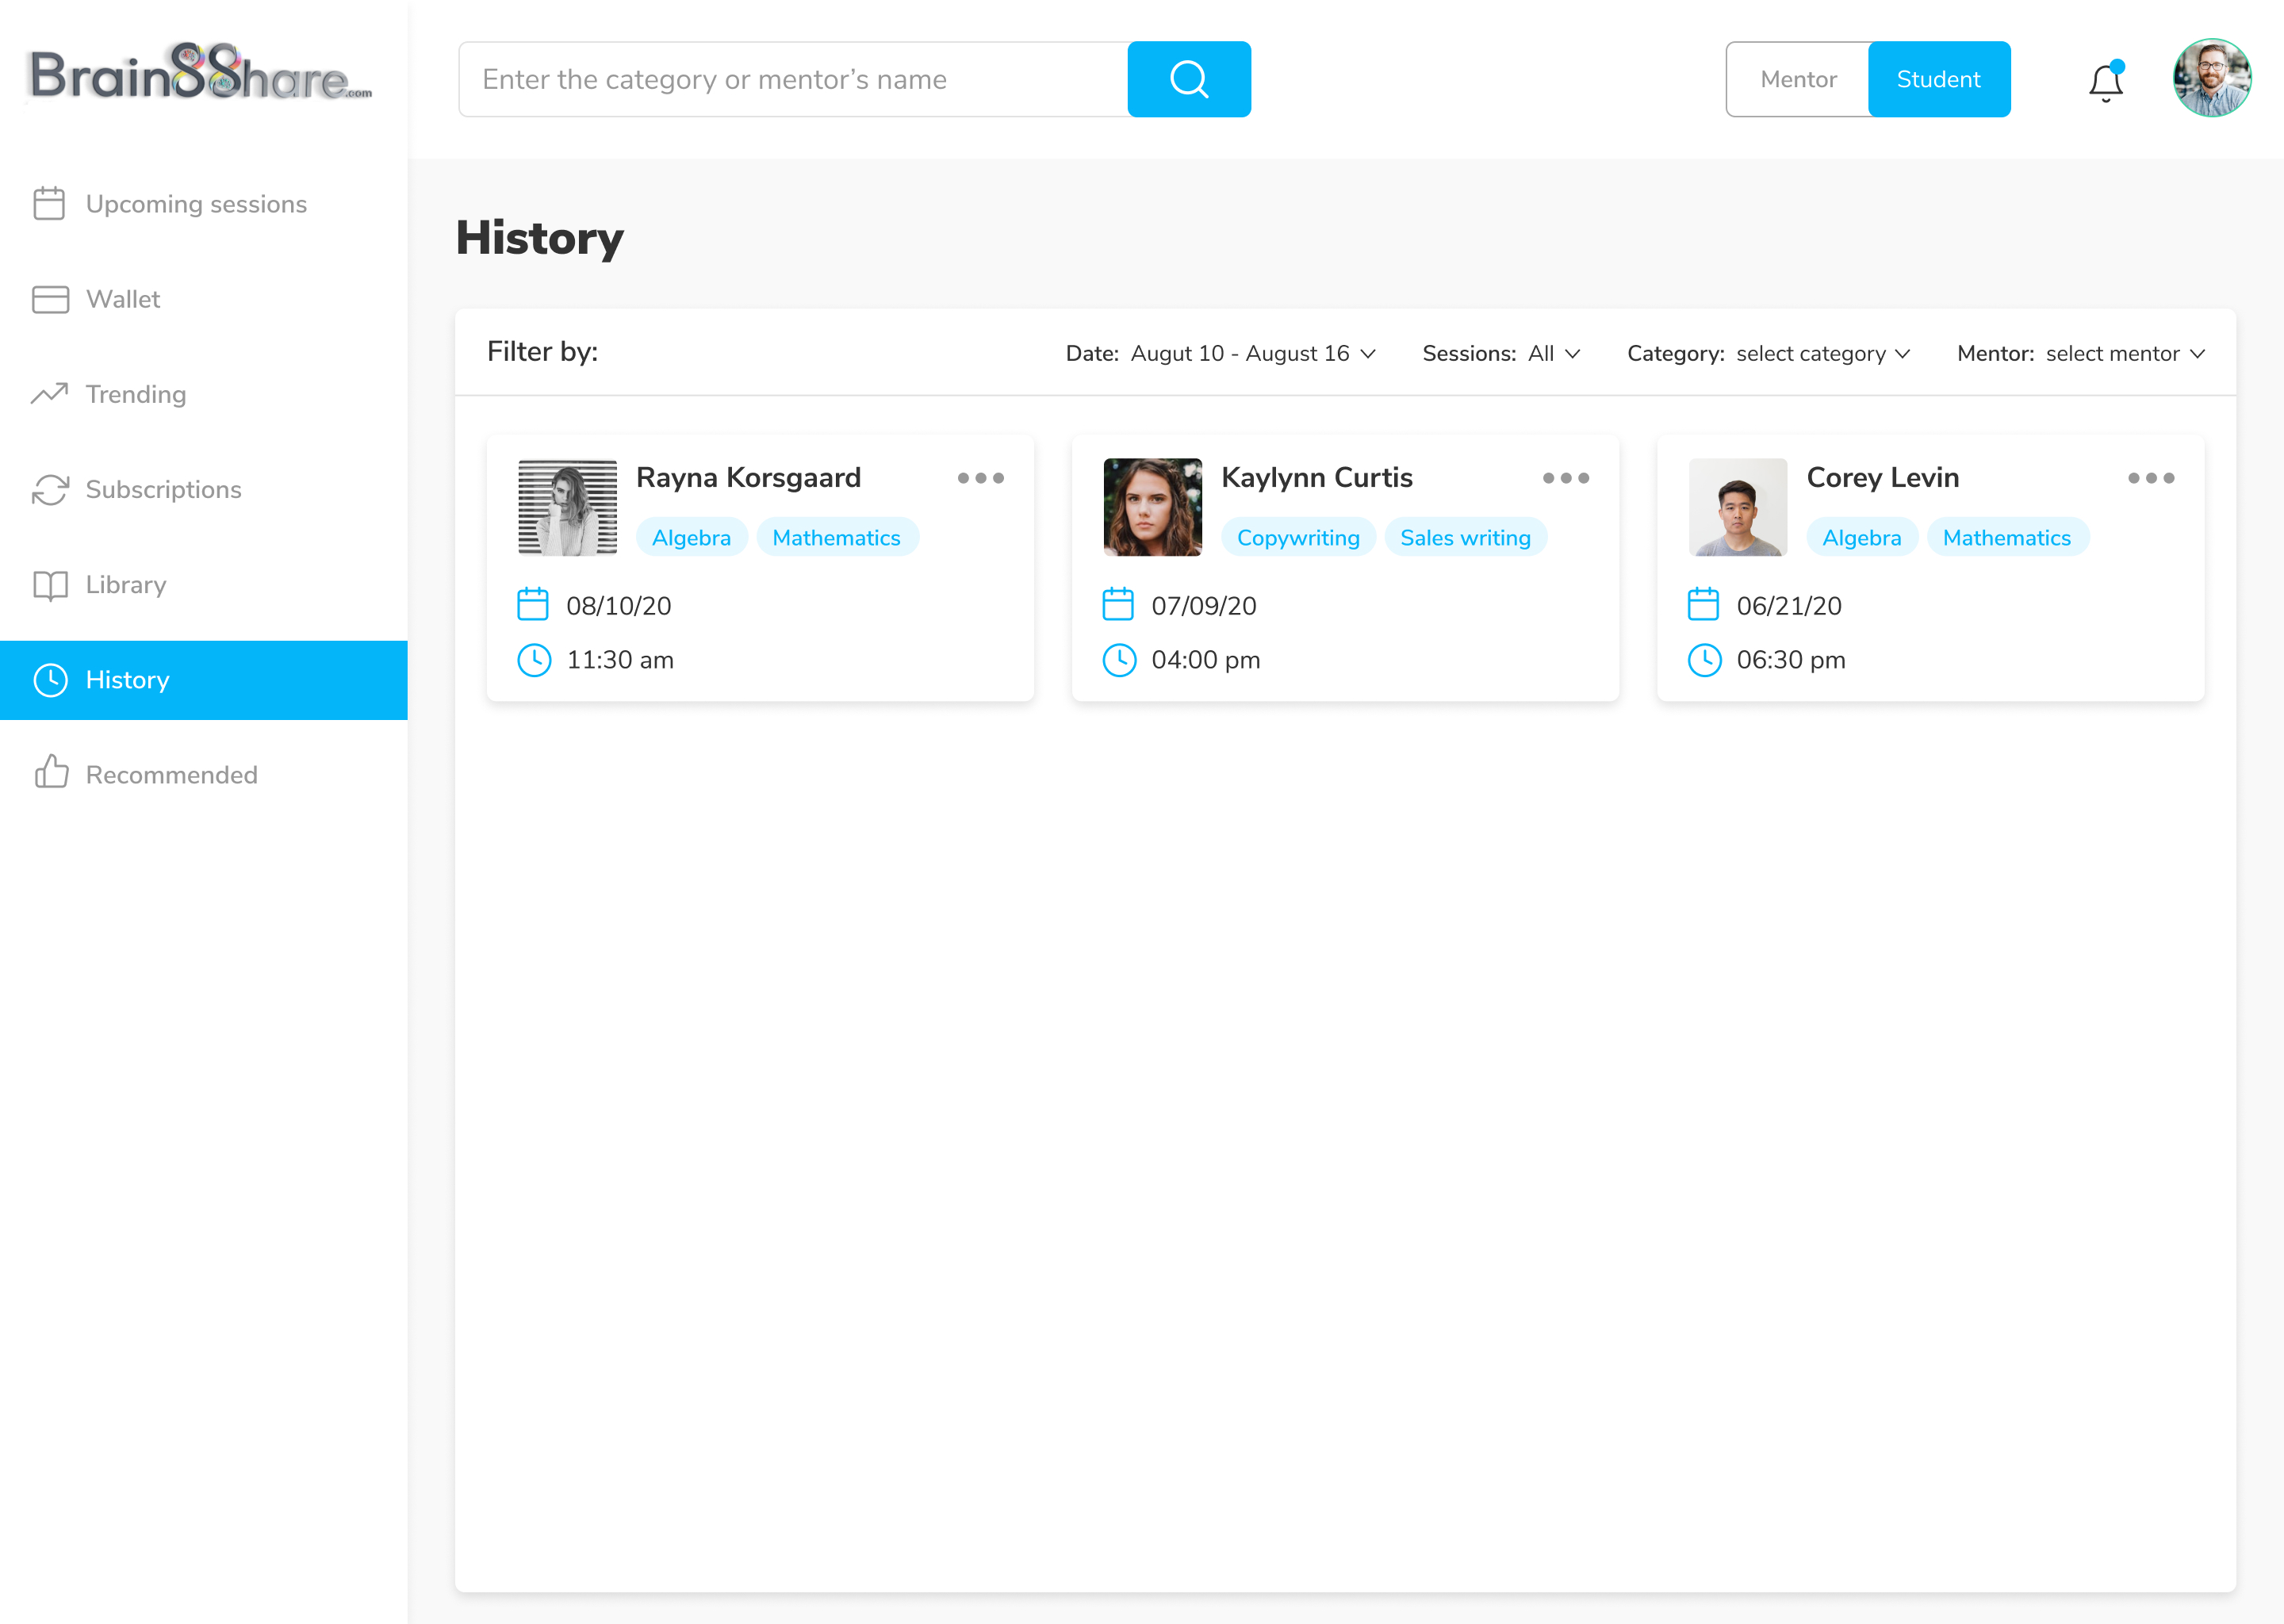 Brain88hare.com
Enter the category or mentor’s name
Mentor
Student
Upcoming sessions
Wallet
Trending
Subscriptions
Library
History
Recommended
History
Filter by:
Date: Augut 10 - August 16
Sessions: All
Category: select category
Mentor: select mentor
Rayna Korsgaard
Algebra
Mathematics
08/10/20
11:30 am
Kaylynn Curtis
Copywriting
Sales writing
07/09/20
04:00 pm
Corey Levin
Algebra
Mathematics
06/21/20
06:30 pm